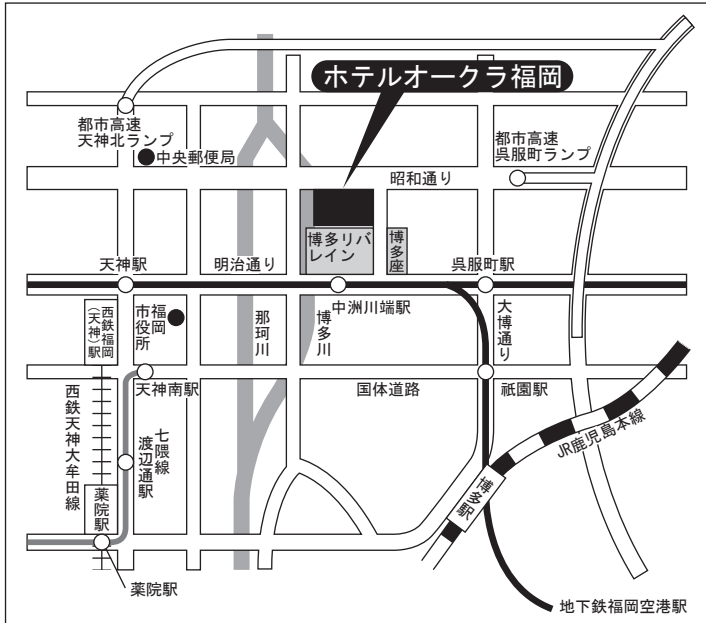 ホテルオークラ福岡
都市高速
天神北ランプ
中央郵便局
昭和通り
都市高速
呉服町ランプ
博多リバ
レイン
博多座
天神駅
明治通り
呉服町駅
中洲川端駅
西鉄福岡
(天神)駅
福岡
市役所
那珂川
博多川
大博通り
天神南駅
国体道路
祇園駅
西鉄天神大牟田線
七隈線
渡辺通駅
JR鹿児島本線
博多駅
薬院駅
薬院駅
地下鉄福岡空港駅